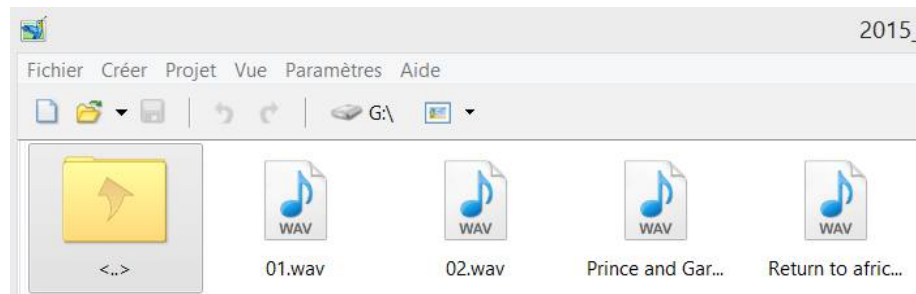 2015_
Fichier Créer Projet Vue Paramètres Aide
G:\
WAV WAV WAV WAV
<..> 01.wav 02.wav Prince and Gar... Return to afric...